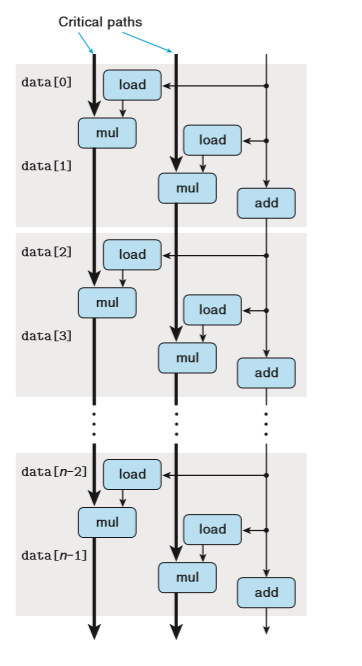 Critical paths
data[0]
load
mul
load
data[1]
mul
add
data[2]
load
mul
load
data[3]
mul
add
data[n-2]
load
mul
load
data[n-1]
mul
add